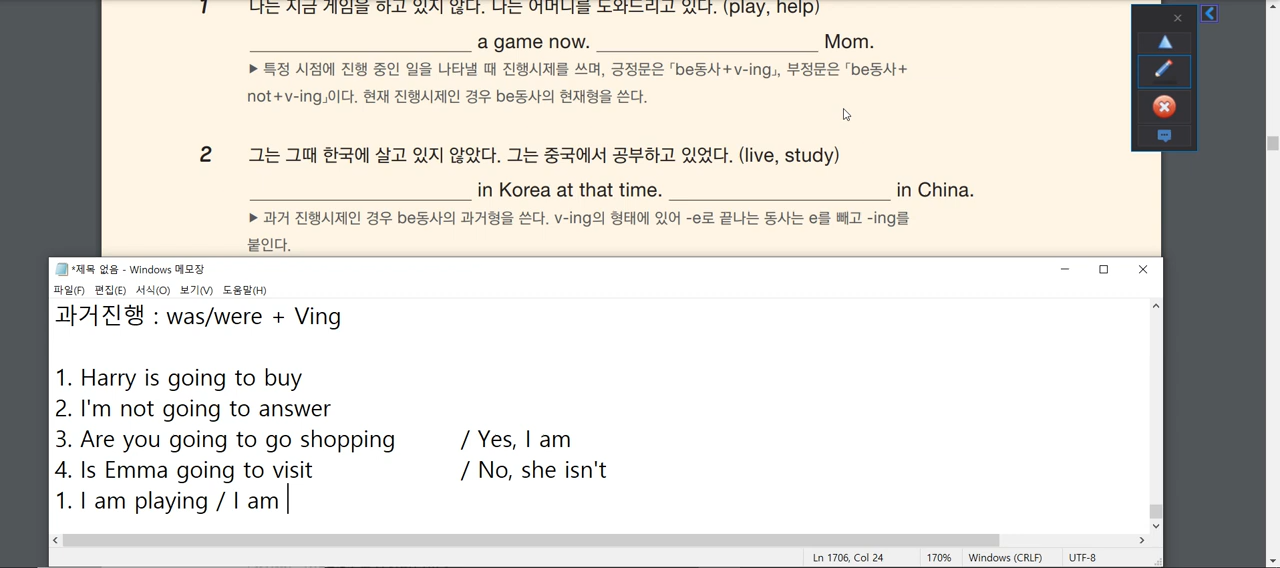 1 나는 지금 게임을 하고 있지 않다. 나는 어머니를 도와드리고 있다. (play, help)
a game now. Mom.
▶ 특정 시점에 진행 중인 일을 나타낼 때 진행시제를 쓰며, 긍정문은 「be동사+v-ing」, 부정문은 「be동사+
not+v-ing」이다. 현재 진행시제인 경우 be동사의 현재형을 쓴다.
2 그는 그때 한국에 살고 있지 않았다. 그는 중국에서 공부하고 있었다. (live, study)
in Korea at that time. in China.
▶ 과거 진행시제인 경우 be동사의 과거형을 쓴다. v-ing의 형태에 있어 -e로 끝나는 동사는 e를 빼고 -ing를
붙인다.
*제목 없음 - Windows 메모장
파일(F) 편집(E) 서식(O) 보기(V) 도움말(H)
과거진행 : was/were + Ving
1. Harry is going to buy
2. I'm not going to answer
3. Are you going to go shopping / Yes, I am
4. Is Emma going to visit / No, she isn't
1. I am playing / I am
Ln 1706, Col 24 170% Windows (CRLF) UTF-8